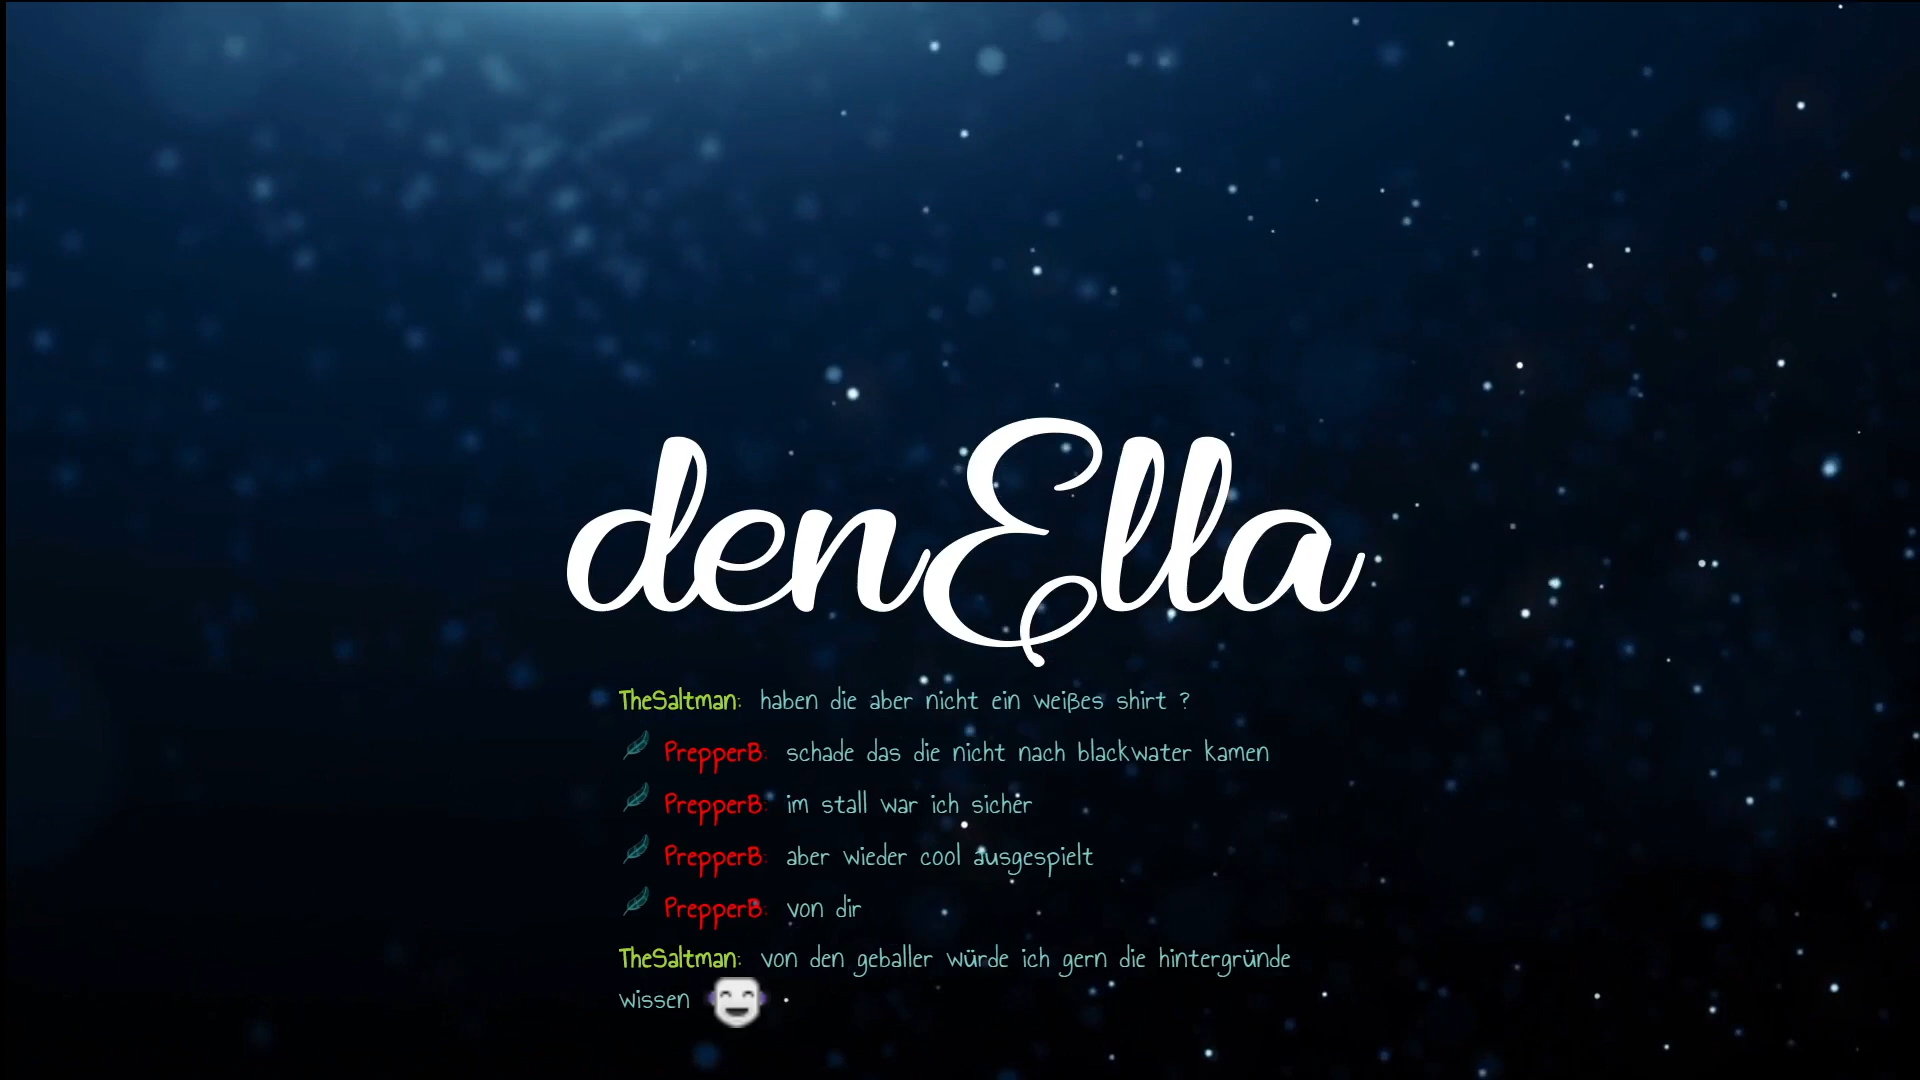 denElla
TheSaltman: haben die aber nicht ein weißes shirt ?
PrepperB: schade das die nicht nach blackwater kamen
PrepperB: im stall war ich sicher
PrepperB: aber wieder cool ausgespielt
PrepperB: von dir
TheSaltman: von den geballer würde ich gern die hintergründe
wissen